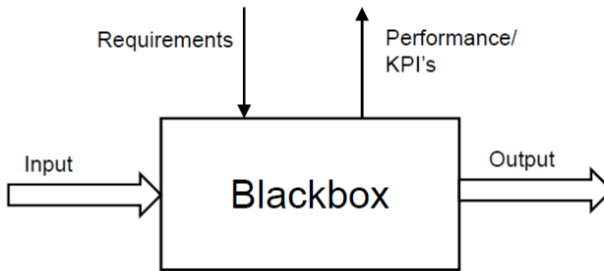 Requirements
Performance/
KPI's
Input
Blackbox
Output